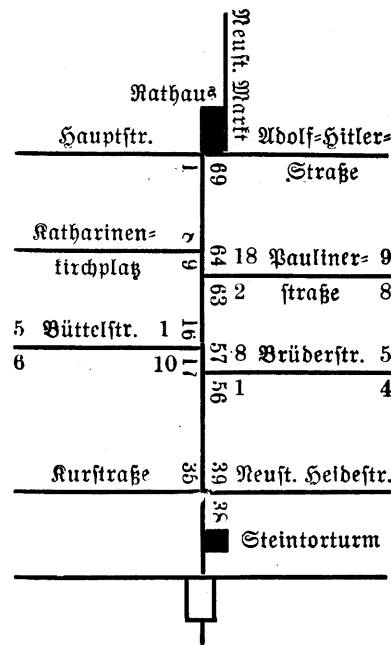 Neust. Markt
Rathaus
Hauptstr.
Adolf=Hitler=
Straße
1
69
Katharinen=
kirchplatz
9
64
18 Pauliner= 9
63
2 straße 8
5 Büttelstr. 1
16
6 10
17
57
8 Brüderstr. 5
56
1 4
Kurstraße
35
39
Neust. Heidestr.
38
Steintorturm